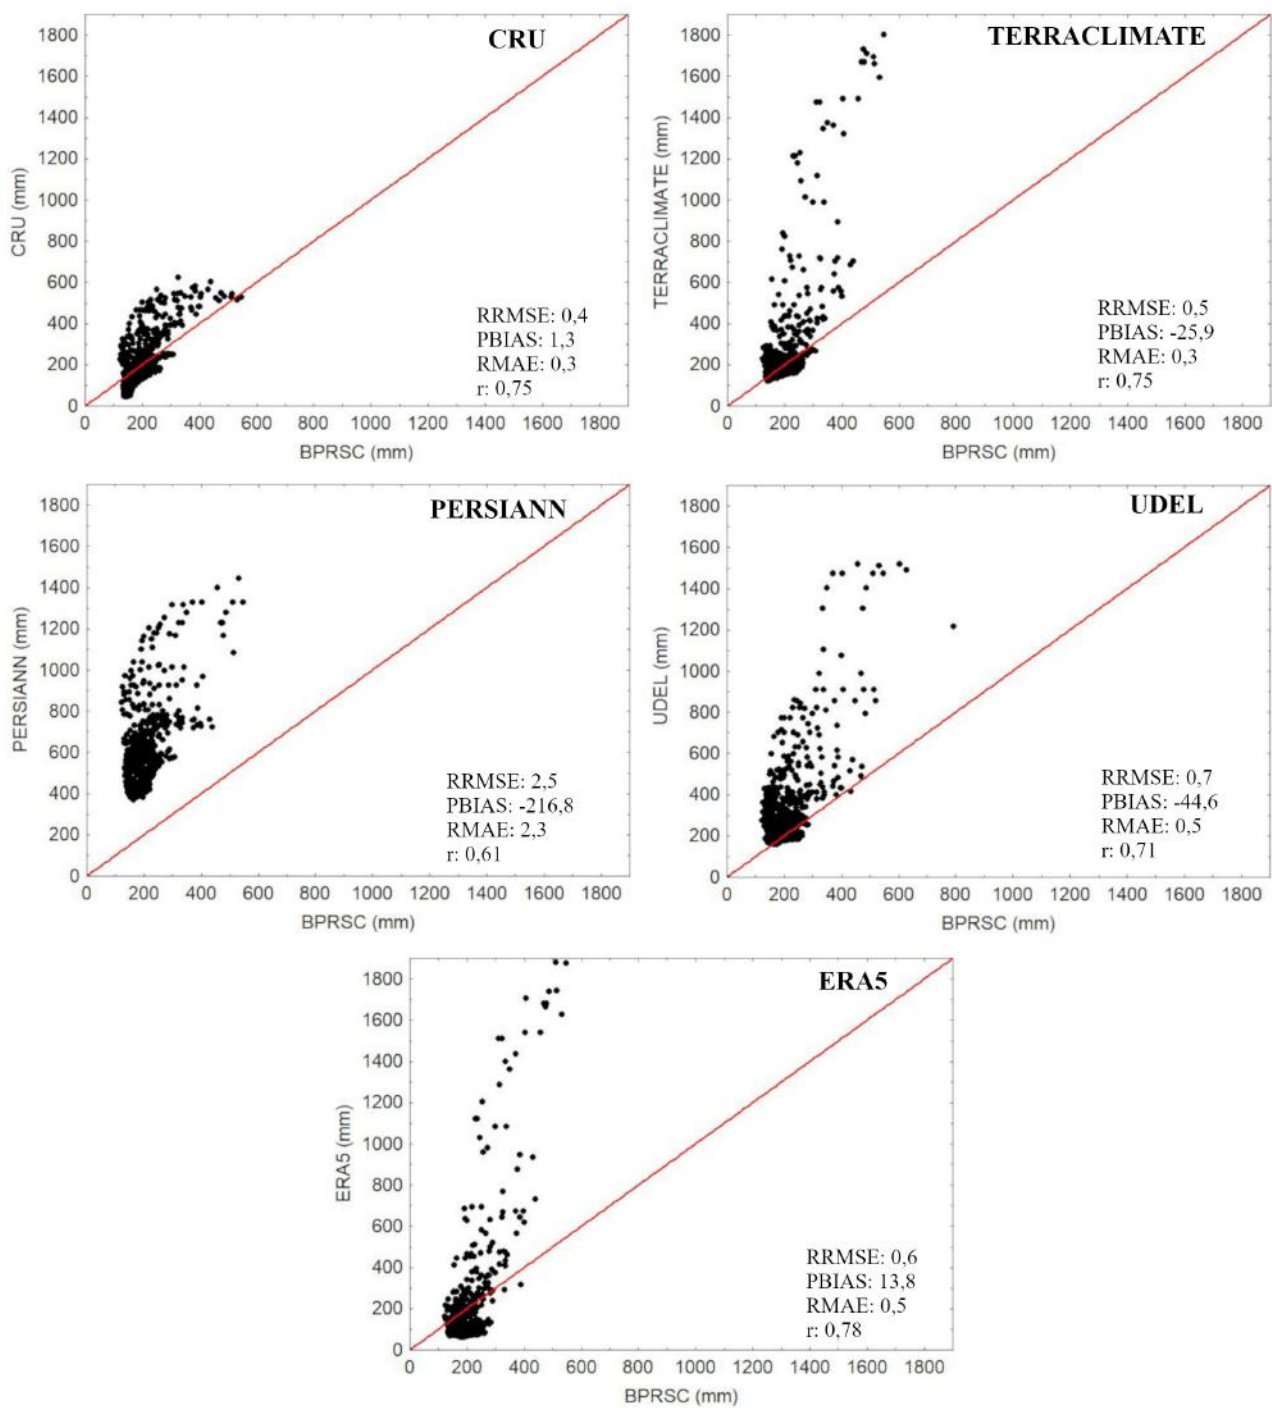 CRU
1800
1600
1400
1200
1000
800
600
400
200
0
CRU (mm)
RRMSE: 0,4
PBIAS: 1,3
RMAE: 0,3
r: 0,75
0 200 400 600 800 1000 1200 1400 1600 1800
BPRSC (mm)
TERRACLIMATE
1800
1600
1400
1200
1000
800
600
400
200
0
TERRACLIMATE (mm)
RRMSE: 0,5
PBIAS: -25,9
RMAE: 0,3
r: 0,75
0 200 400 600 800 1000 1200 1400 1600 1800
BPRSC (mm)
PERSIANN
1800
1600
1400
1200
1000
800
600
400
200
0
PERSIANN (mm)
RRMSE: 2,5
PBIAS: -216,8
RMAE: 2,3
r: 0,61
0 200 400 600 800 1000 1200 1400 1600 1800
BPRSC (mm)
UDEL
1800
1600
1400
1200
1000
800
600
400
200
0
UDEL (mm)
RRMSE: 0,7
PBIAS: -44,6
RMAE: 0,5
r: 0,71
0 200 400 600 800 1000 1200 1400 1600 1800
BPRSC (mm)
ERA5
1800
1600
1400
1200
1000
800
600
400
200
0
ERA5 (mm)
RRMSE: 0,6
PBIAS: 13,8
RMAE: 0,5
r: 0,78
0 200 400 600 800 1000 1200 1400 1600 1800
BPRSC (mm)